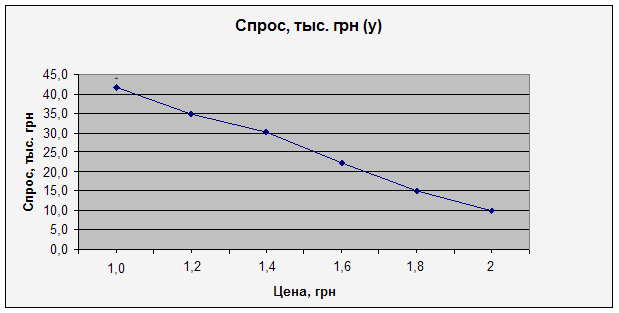 Спрос, тыс. грн (у)
Спрос, тыс. грн
45,0
40,0
35,0
30,0
25,0
20,0
15,0
10,0
5,0
0,0
1,0 1,2 1,4 1,6 1,8 2
Цена, грн